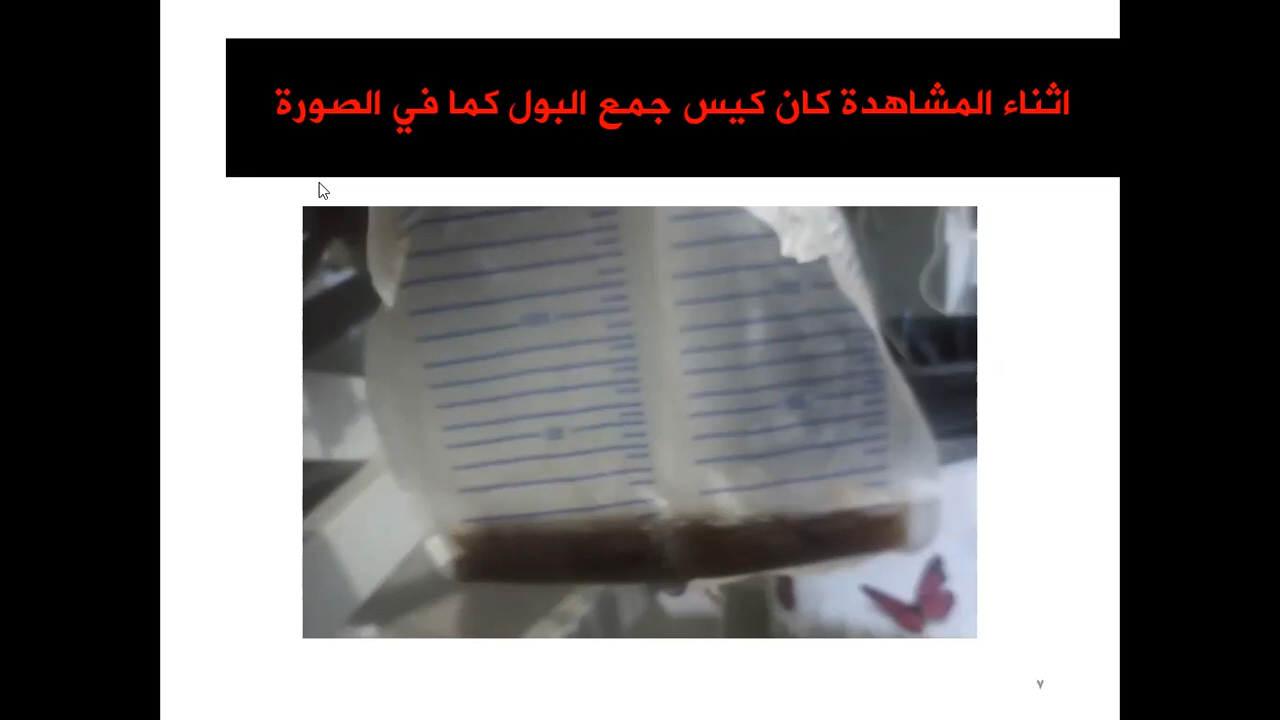 اثناء المشاهدة كان كيس جمع البول كما في الصورة
٧